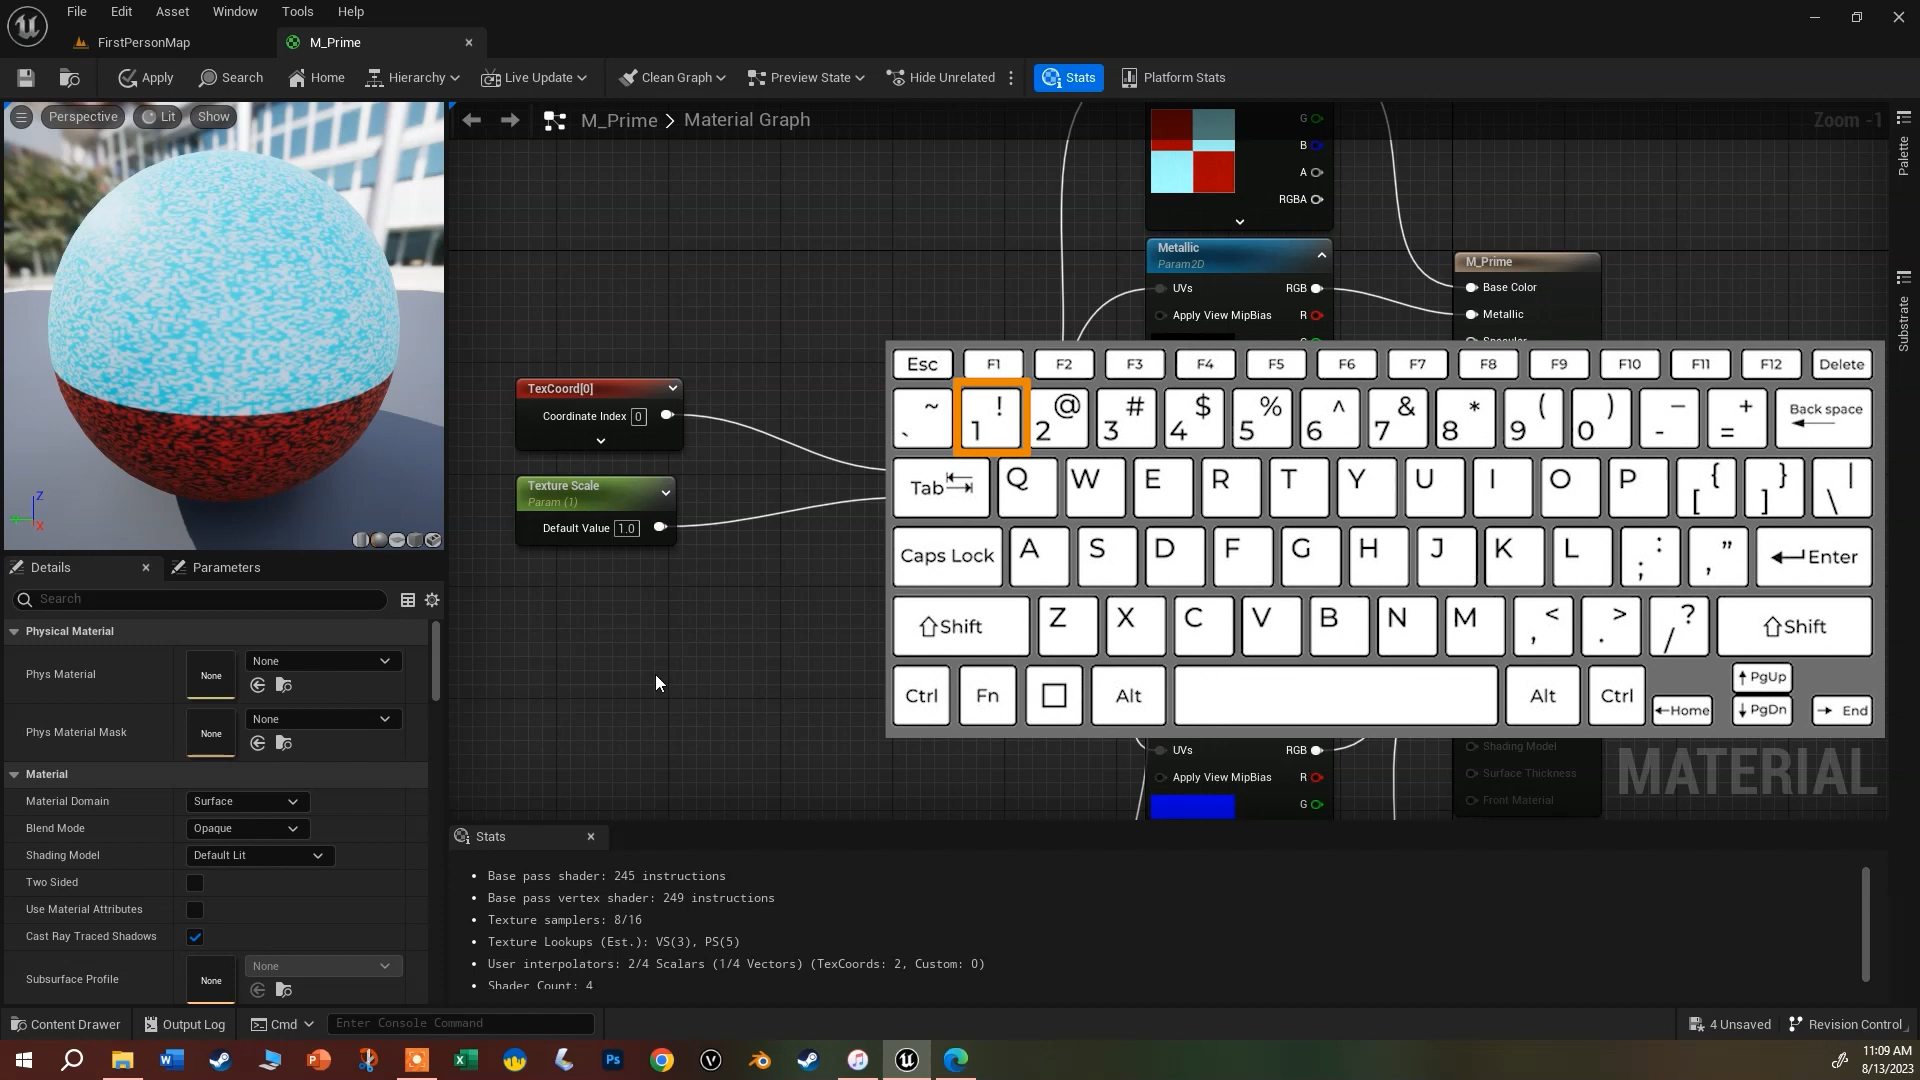 File Edit Asset Window Tools Help
FirstPersonMap
M_Prime
Apply Search Home Hierarchy Live Update Clean Graph Preview State Hide Unrelated Stats Platform Stats
Perspective Lit Show
M_Prime > Material Graph
Zoom -1
Palette
Substrate
G
B
A
RGBA
Metallic
Param2D
UVs RGB
Apply View MipBias R
M_Prime
Base Color
Metallic
TexCoord[0]
Coordinate Index 0
Texture Scale
Param (1)
Default Value 1.0
Z
X
Esc F1 F2 F3 F4 F5 F6 F7 F8 F9 F10 F11 F12 Delete
~ ` ! 1 @ 2 # 3 $ 4 % 5 ^ 6 & 7 * 8 ( 9 ) 0 - - + = Back space
Tab Q W E R T Y U I O P { [ } ] | \
Caps Lock A S D F G H J K L : ; " , Enter
Shift Z X C V B N M < , > . ? / Shift
Ctrl Fn Alt Alt Ctrl Home PgUp PgDn End
UVs RGB
Apply View MipBias R
G
Shading Model
Surface Thickness
Front Material
MATERIAL
Details Parameters
Search
Physical Material
Phys Material None None
Phys Material Mask None None
Material
Material Domain Surface
Blend Mode Opaque
Shading Model Default Lit
Two Sided
Use Material Attributes
Cast Ray Traced Shadows
Subsurface Profile None None
Stats
Base pass shader: 245 instructions
Base pass vertex shader: 249 instructions
Texture samplers: 8/16
Texture Lookups (Est.): VS(3), PS(5)
User interpolators: 2/4 Scalars (1/4 Vectors) (TexCoords: 2, Custom: 0)
Shader Count: 4
Content Drawer Output Log Cmd Enter Console Command 4 Unsaved Revision Control
11:09 AM
8/13/2023